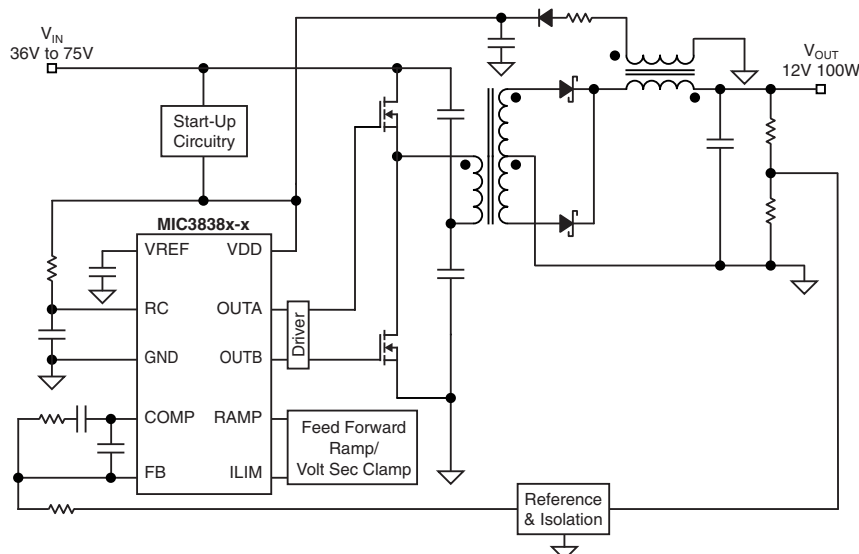 VIN
36V to 75V
VOUT
12V 100W
Start-Up
Circuitry
MIC3838x-x
VREF
VDD
RC
OUTA
GND
OUTB
Driver
COMP
RAMP
FB
ILIM
Feed Forward
Ramp/
Volt Sec Clamp
Reference
& Isolation